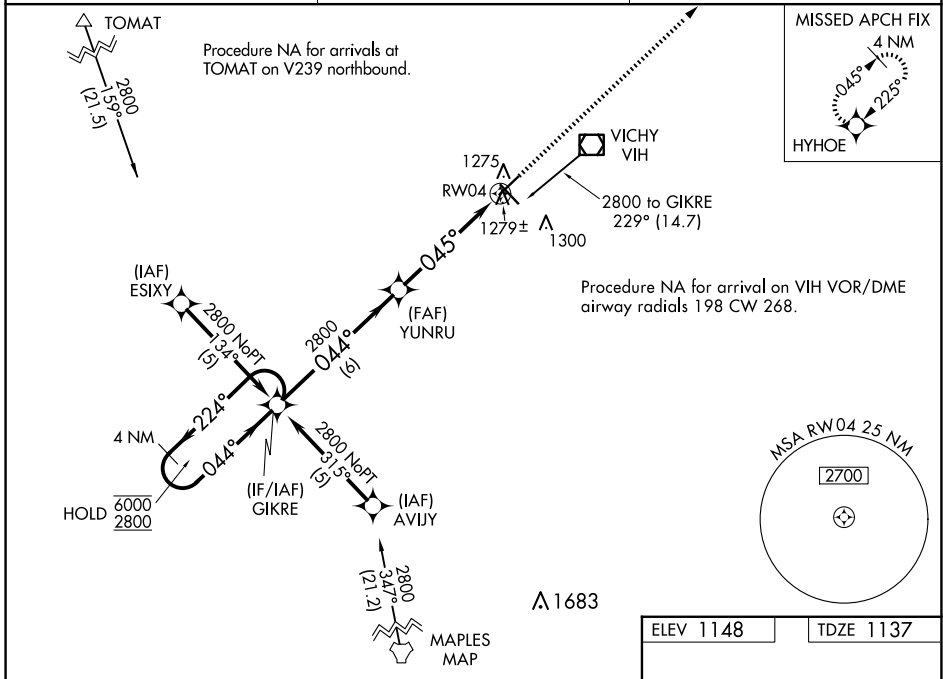 TOMAT
Procedure NA for arrivals at
TOMAT on V239 northbound.
2800
159°
(21.5)
MISSED APCH FIX
4 NM
045°
225°
HYHOE
VICHY
VIH
1275
RW04
1279±
1300
2800 to GIKRE
229° (14.7)
045°
(IAF)
ESIXY
2800 NoPT
134°
(5)
(FAF)
YUNRU
2800
044°
(6)
Procedure NA for arrival on VIH VOR/DME
airway radials 198 CW 268.
4 NM
224°
044°
HOLD
6000
2800
(IF/IAF)
GIKRE
2800 NoPT
315°
(5)
(IAF)
AVIJY
2800
347°
(21.2)
MAPLES
MAP
1683
MSA RW04 25 NM
2700
ELEV 1148
TDZE 1137